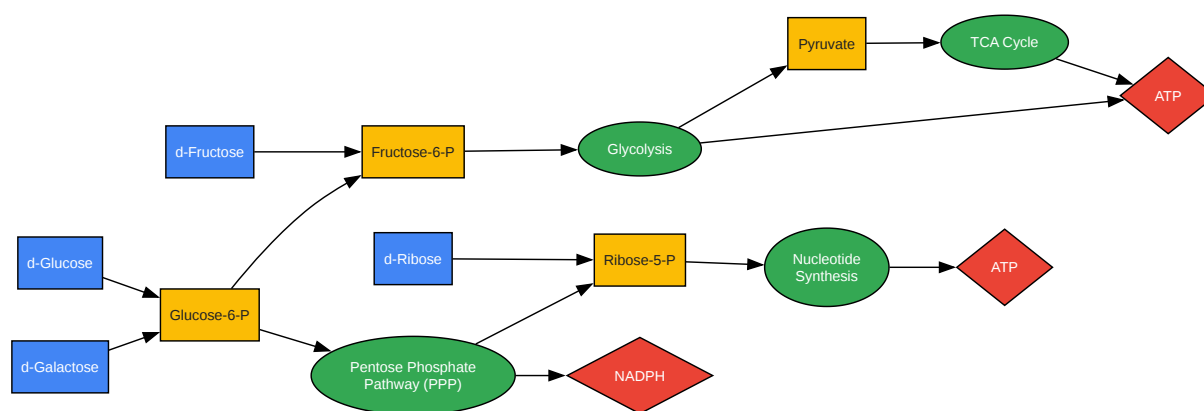 Pyruvate
TCA Cycle
ATP
d-Fructose
Fructose-6-P
Glycolysis
d-Glucose
d-Ribose
Ribose-5-P
Nucleotide
Synthesis
ATP
Glucose-6-P
d-Galactose
Pentose Phosphate
Pathway (PPP)
NADPH